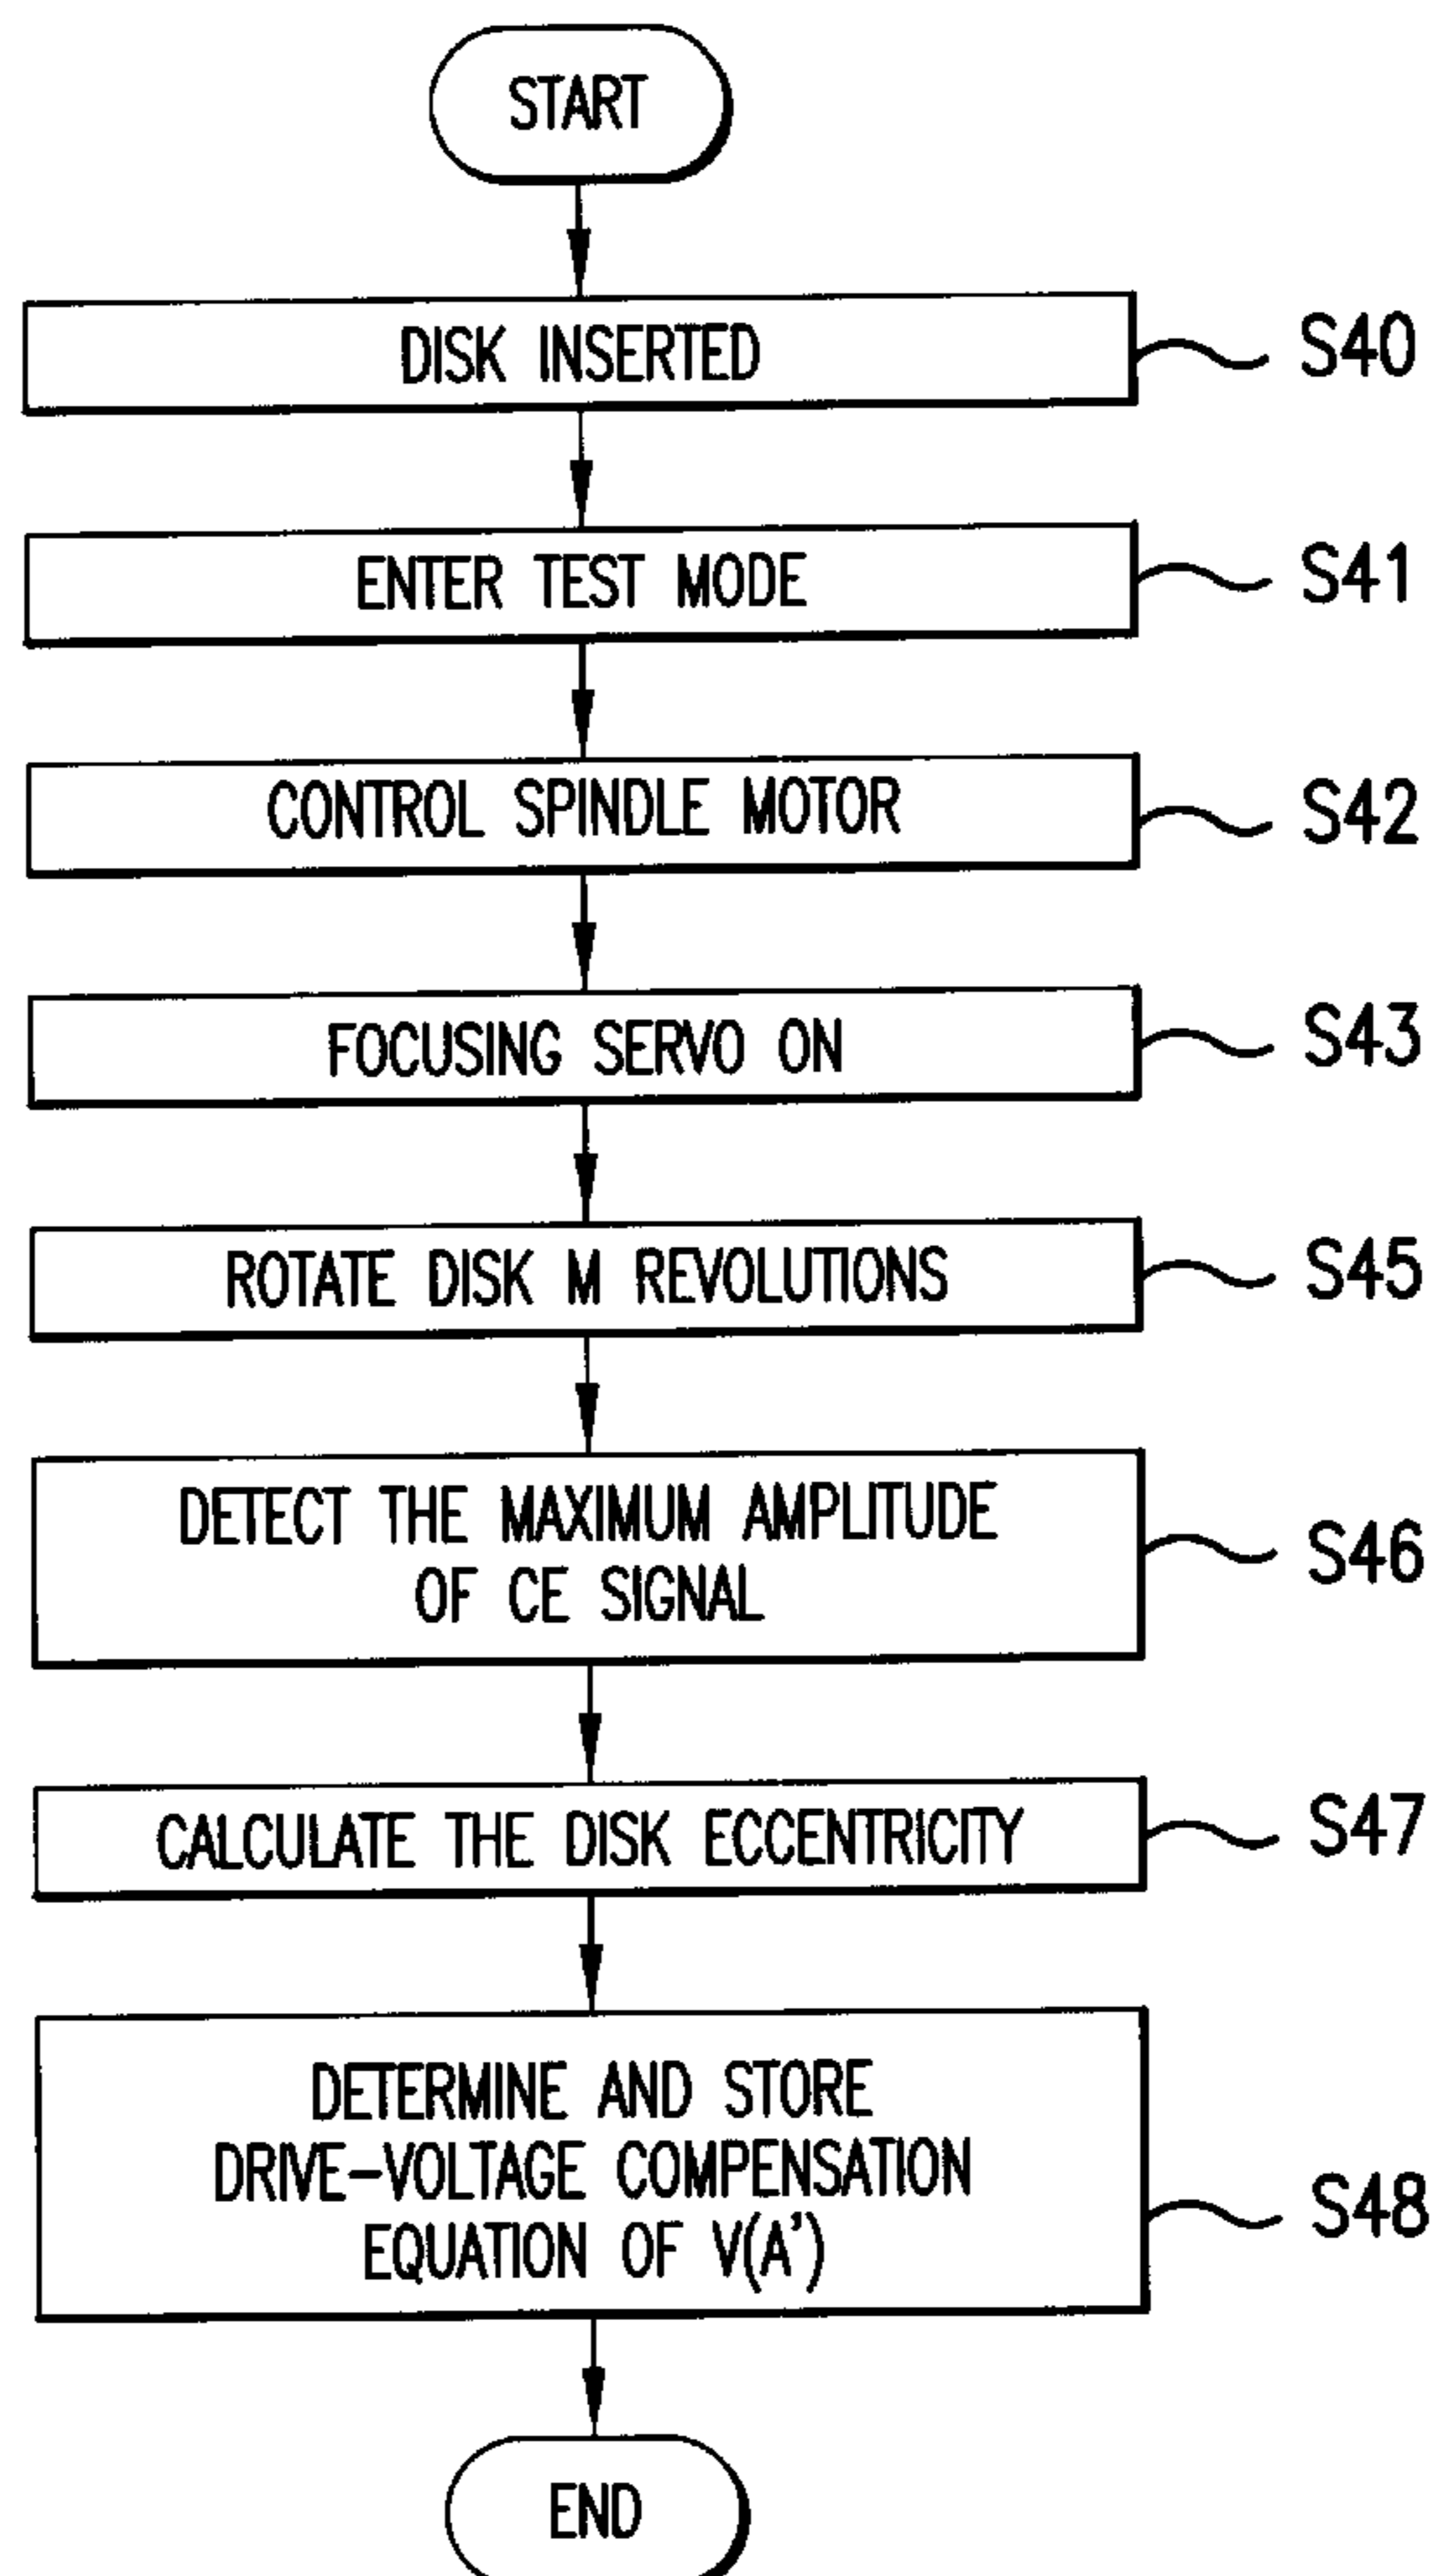 START
DISK INSERTED
S40
ENTER TEST MODE
S41
CONTROL SPINDLE MOTOR
S42
FOCUSING SERVO ON
S43
ROTATE DISK M REVOLUTIONS
S45
DETECT THE MAXIMUM AMPLITUDE
OF CE SIGNAL
S46
CALCULATE THE DISK ECCENTRICITY
S47
DETERMINE AND STORE
DRIVE-VOLTAGE COMPENSATION
EQUATION OF V(A')
S48
END